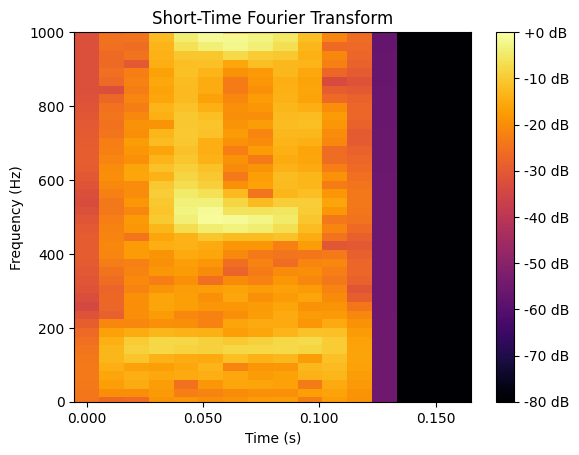 Short-Time Fourier Transform
Frequency (Hz)
1000
800
600
400
200
0
0.000
0.050
0.100
0.150
Time (s)
+0 dB
-10 dB
-20 dB
-30 dB
-40 dB
-50 dB
-60 dB
-70 dB
-80 dB